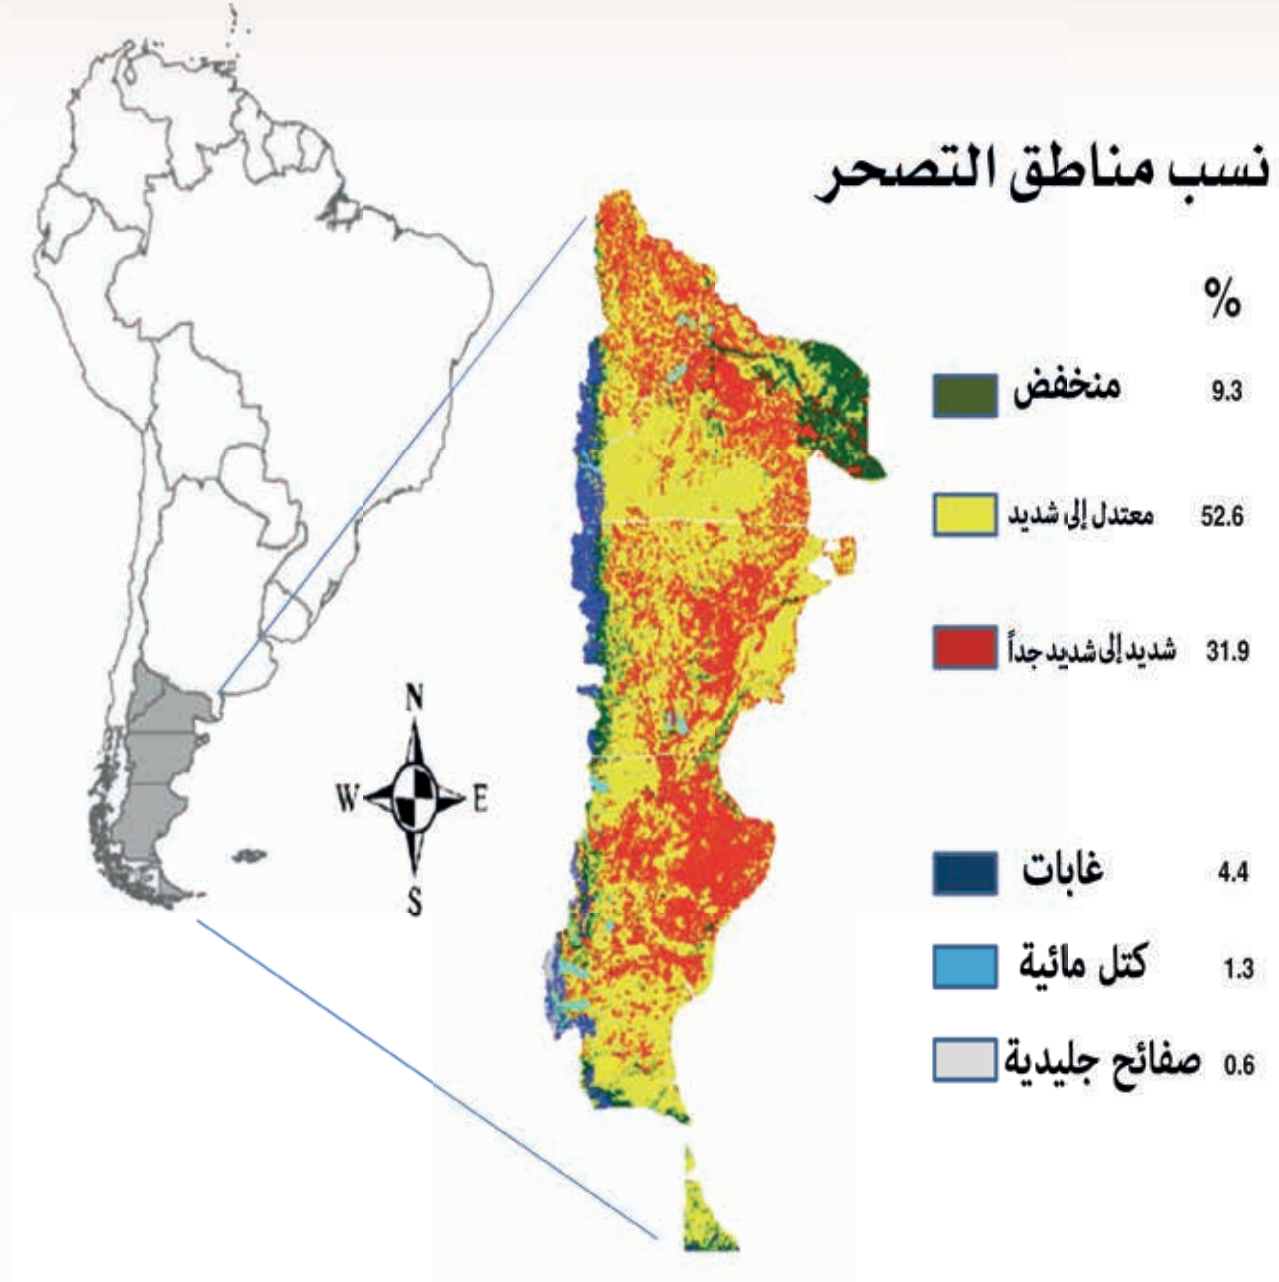 نسب مناطق التصحر
%
منخفض 9.3
معتدل إلى شديد 52.6
شديد إلى شديد جداً 31.9
غابات 4.4
كتل مائية 1.3
صفائح جليدية 0.6
N
W E
S